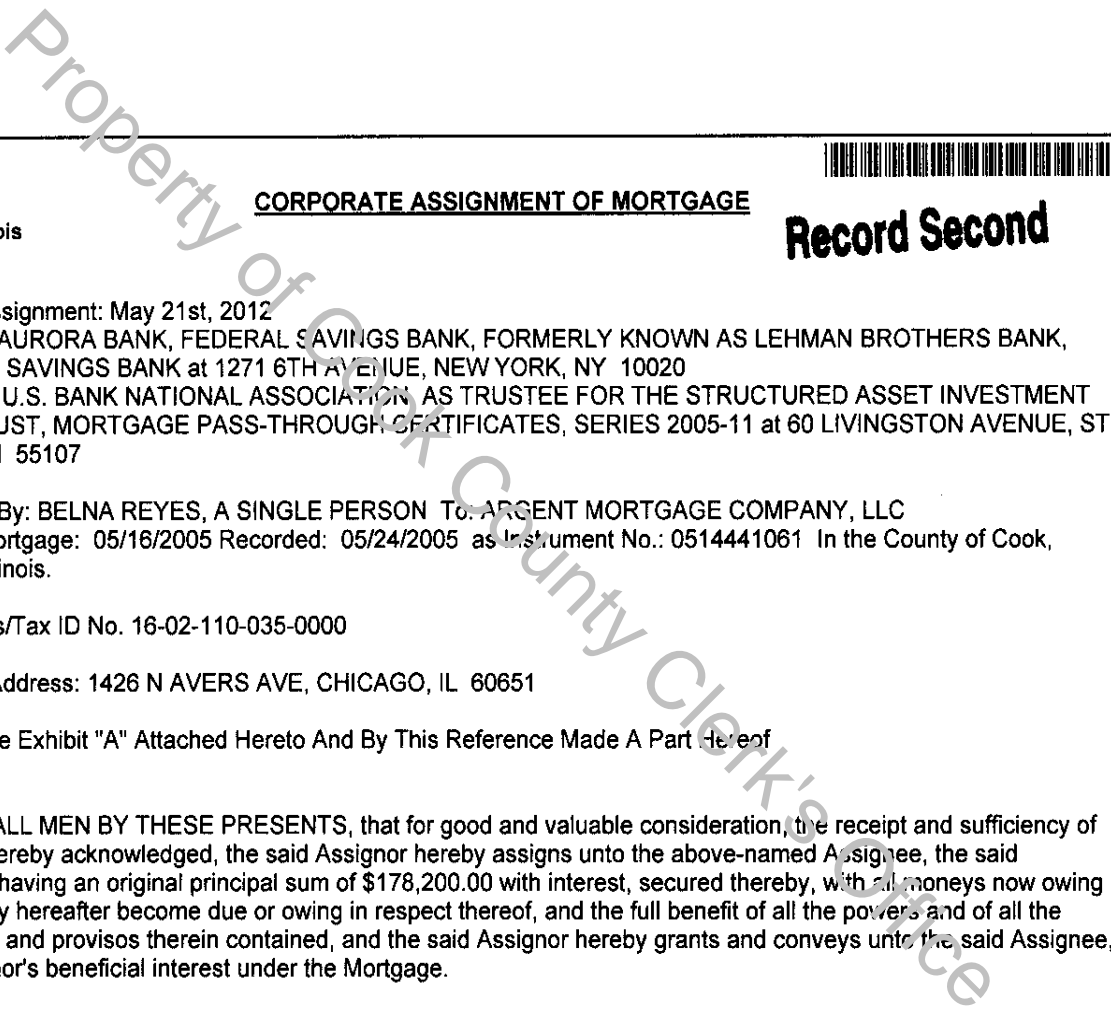 Property of Cook County Clerk's Office
CORPORATE ASSIGNMENT OF MORTGAGE
Record Second
ois
ssignment: May 21st, 2012
AURORA BANK, FEDERAL SAVINGS BANK, FORMERLY KNOWN AS LEHMAN BROTHERS BANK,
SAVINGS BANK at 1271 6TH AVENUE, NEW YORK, NY 10020
U.S. BANK NATIONAL ASSOCIATION, AS TRUSTEE FOR THE STRUCTURED ASSET INVESTMENT
UST, MORTGAGE PASS-THROUGH CERTIFICATES, SERIES 2005-11 at 60 LIVINGSTON AVENUE, ST
55107
By: BELNA REYES, A SINGLE PERSON To: ARGENT MORTGAGE COMPANY, LLC
ortgage: 05/16/2005 Recorded: 05/24/2005 as Instrument No.: 0514441061 In the County of Cook,
inois.
s/Tax ID No. 16-02-110-035-0000
Address: 1426 N AVERS AVE, CHICAGO, IL 60651
e Exhibit "A" Attached Hereto And By This Reference Made A Part Hereof
ALL MEN BY THESE PRESENTS, that for good and valuable consideration, the receipt and sufficiency of
ereby acknowledged, the said Assignor hereby assigns unto the above-named Assignee, the said
having an original principal sum of $178,200.00 with interest, secured thereby, with all moneys now owing
y hereafter become due or owing in respect thereof, and the full benefit of all the powers and of all the
and provisos therein contained, and the said Assignor hereby grants and conveys unto the said Assignee,
or's beneficial interest under the Mortgage.